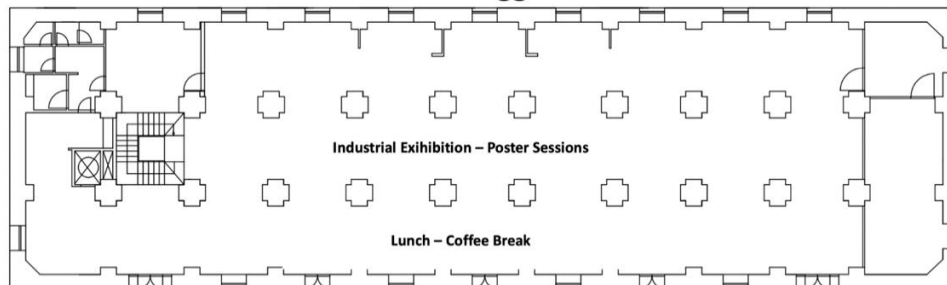 Industrial Exihibition – Poster Sessions
Lunch – Coffee Break